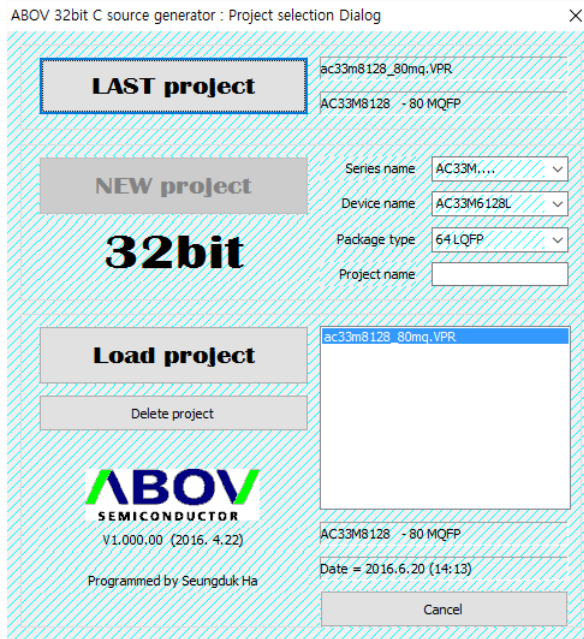 ABOV 32bit C source generator : Project selection Dialog
LAST project
ac33m8128_80mq.VPR
AC33M8128 - 80 MQFP
NEW project
32bit
Series name AC33M....
Device name AC33M6128L
Package type 64 LQFP
Project name
Load project
Delete project
ac33m8128_80mq.VPR
ABOV
SEMICONDUCTOR
V1.000.00 (2016. 4.22)
Programmed by Seungduk Ha
AC33M8128 - 80 MQFP
Date = 2016.6.20 (14:13)
Cancel